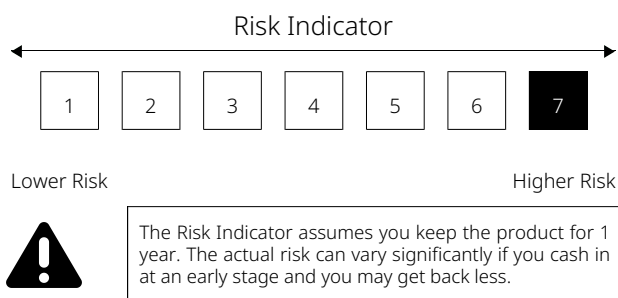 Risk Indicator
1 2 3 4 5 6 7
Lower Risk Higher Risk
The Risk Indicator assumes you keep the product for 1
year. The actual risk can vary significantly if you cash in
at an early stage and you may get back less.